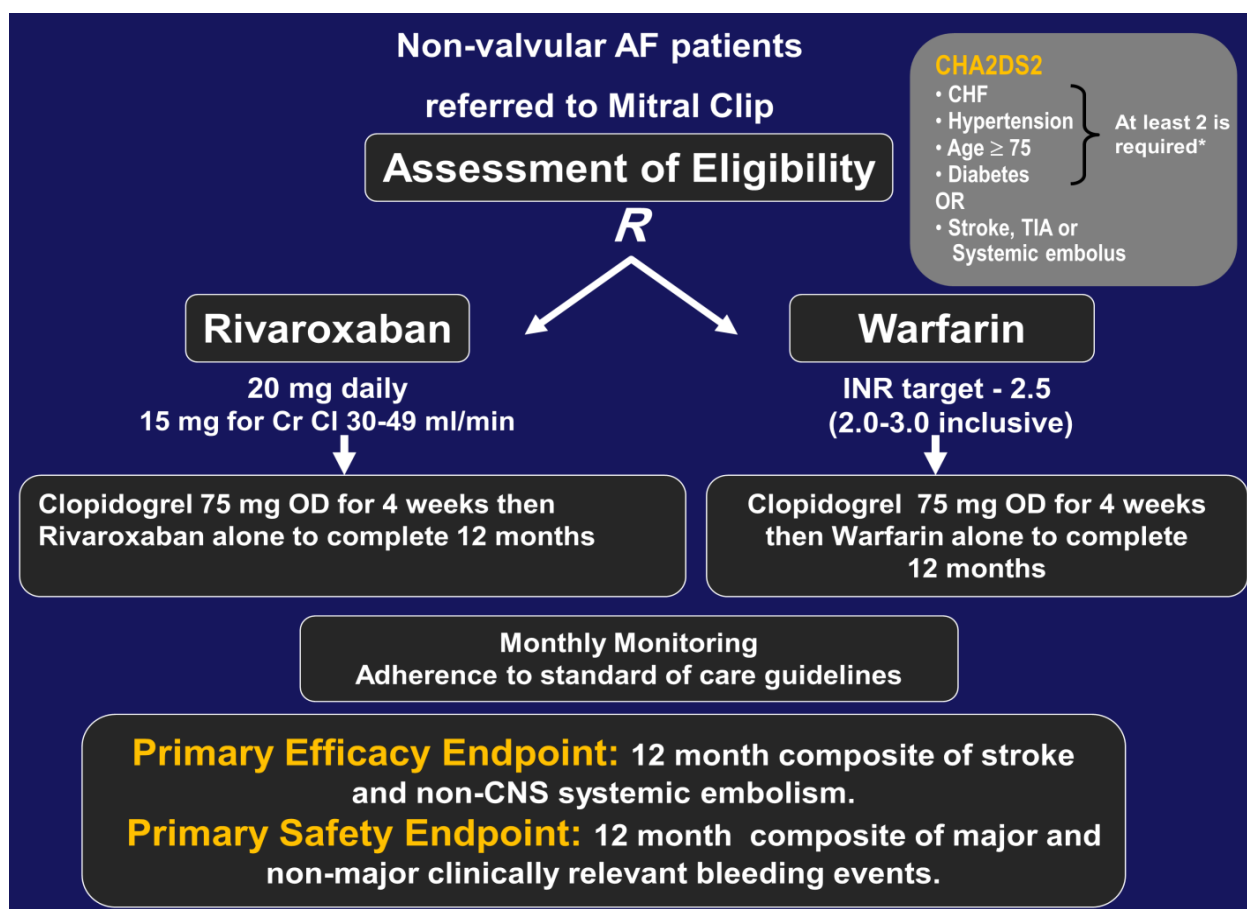 Non-valvular AF patients
referred to Mitral Clip
Assessment of Eligibility
R
CHA2DS2
• CHF
• Hypertension
• Age ≥ 75
• Diabetes
At least 2 is
required*
OR
• Stroke, TIA or
Systemic embolus
Rivaroxaban
20 mg daily
15 mg for Cr Cl 30-49 ml/min
Clopidogrel 75 mg OD for 4 weeks then
Rivaroxaban alone to complete 12 months
Warfarin
INR target - 2.5
(2.0-3.0 inclusive)
Clopidogrel 75 mg OD for 4 weeks
then Warfarin alone to complete
12 months
Monthly Monitoring
Adherence to standard of care guidelines
Primary Efficacy Endpoint: 12 month composite of stroke
and non-CNS systemic embolism.
Primary Safety Endpoint: 12 month composite of major and
non-major clinically relevant bleeding events.